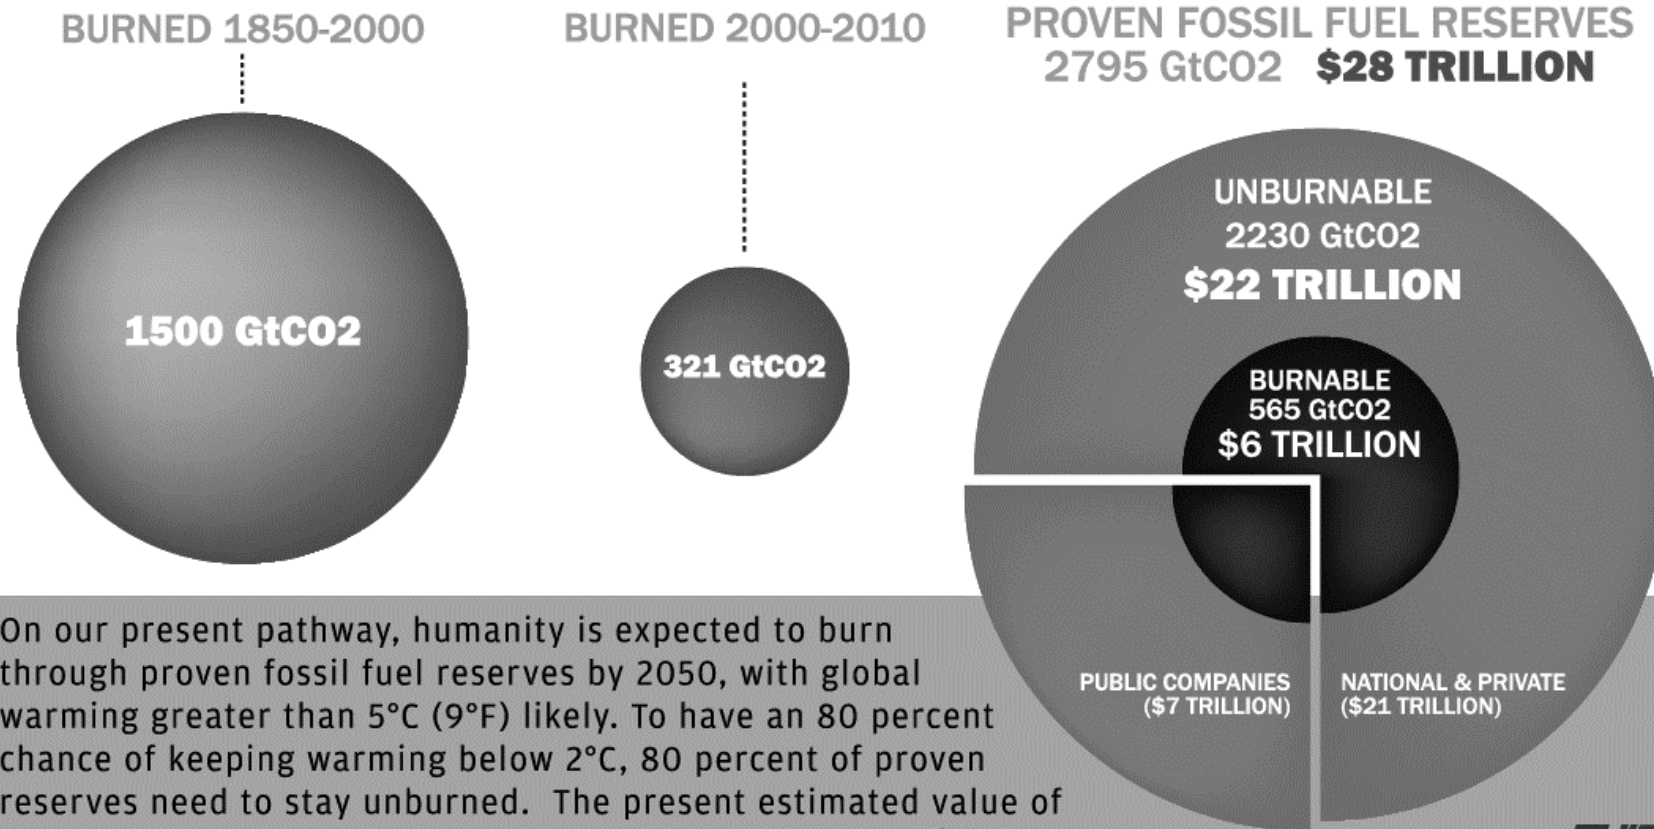 BURNED 1850-2000
1500 GtCO2
BURNED 2000-2010
321 GtCO2
PROVEN FOSSIL FUEL RESERVES
2795 GtCO2 $28 TRILLION
UNBURNABLE
2230 GtCO2
$22 TRILLION
BURNABLE
565 GtCO2
$6 TRILLION
PUBLIC COMPANIES
($7 TRILLION)
NATIONAL & PRIVATE
($21 TRILLION)
On our present pathway, humanity is expected to burn
through proven fossil fuel reserves by 2050, with global
warming greater than 5°C (9°F) likely. To have an 80 percent
chance of keeping warming below 2°C, 80 percent of proven
reserves need to stay unburned. The present estimated value of